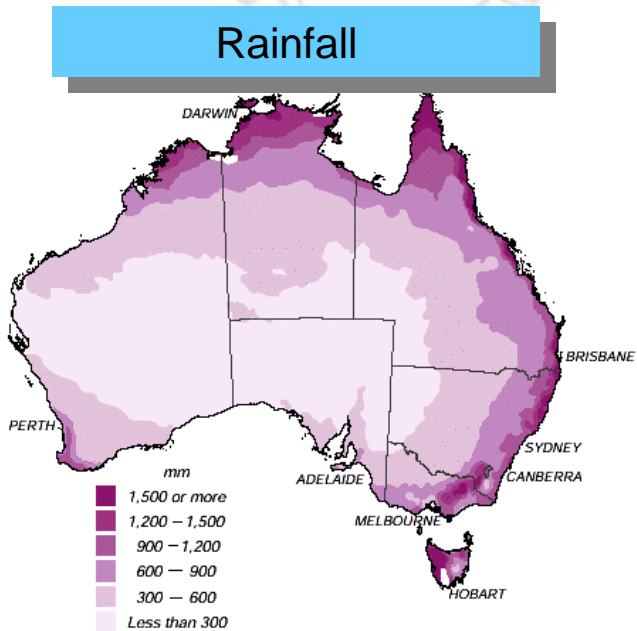 Rainfall
DARWIN
BRISBANE
PERTH
SYDNEY
ADELAIDE
CANBERRA
MELBOURNE
HOBART
mm
1,500 or more
1,200 – 1,500
900 – 1,200
600 – 900
300 – 600
Less than 300